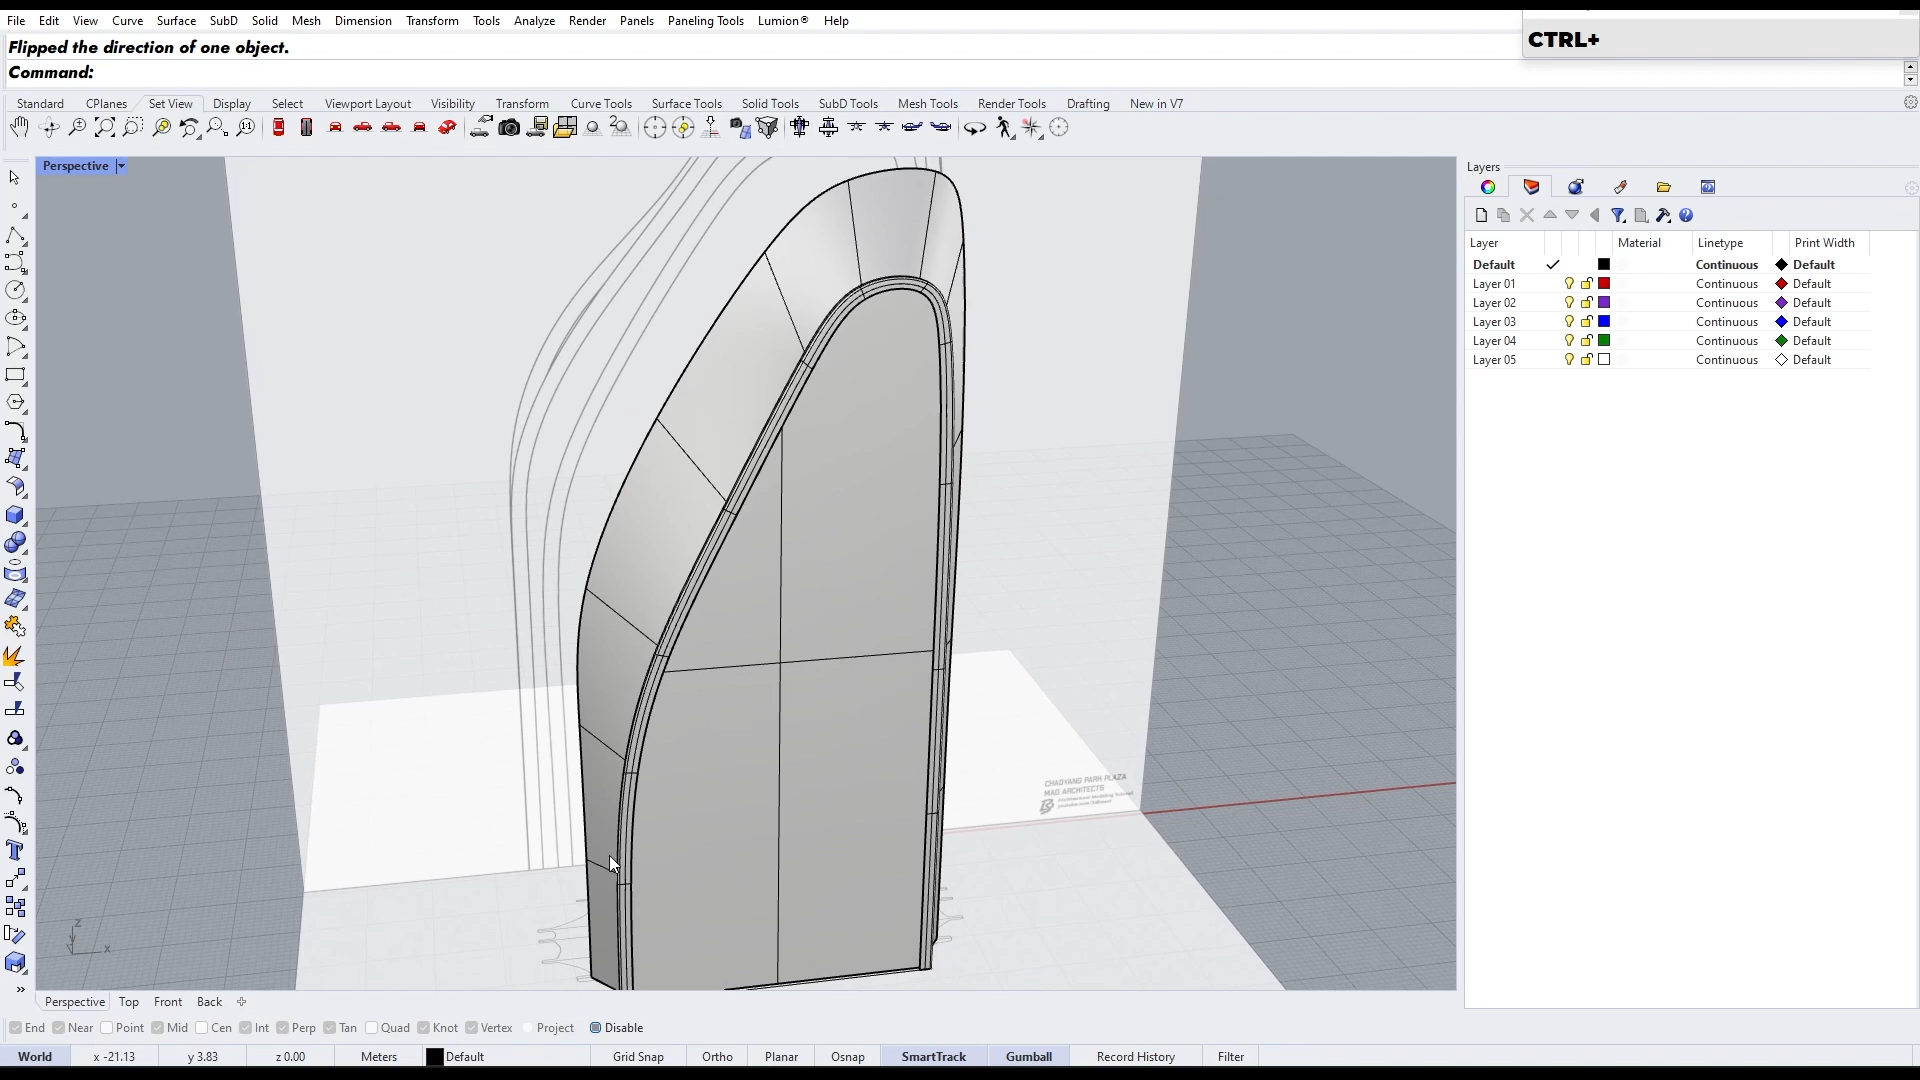 File Edit View Curve Surface SubD Solid Mesh Dimension Transform Tools Analyze Render Panels Paneling Tools Lumion® Help
CTRL+
Flipped the direction of one object.
Command:
Standard CPlanes Set View Display Select Viewport Layout Visibility Transform Curve Tools Surface Tools Solid Tools SubD Tools Mesh Tools Render Tools Drafting New in V7
Perspective
Layers
Layer Material Linetype Print Width
Default Continuous Default
Layer 01 Continuous Default
Layer 02 Continuous Default
Layer 03 Continuous Default
Layer 04 Continuous Default
Layer 05 Continuous Default
CHAOYANG PARK PLAZA
MAD ARCHITECTS
Architectural Modeling Tutorial
z
x
Perspective Top Front Back
End Near Point Mid Cen Int Perp Tan Quad Knot Vertex Project Disable
World x -21.13 y 3.83 z 0.00 Meters Default Grid Snap Ortho Planar Osnap SmartTrack Gumball Record History Filter